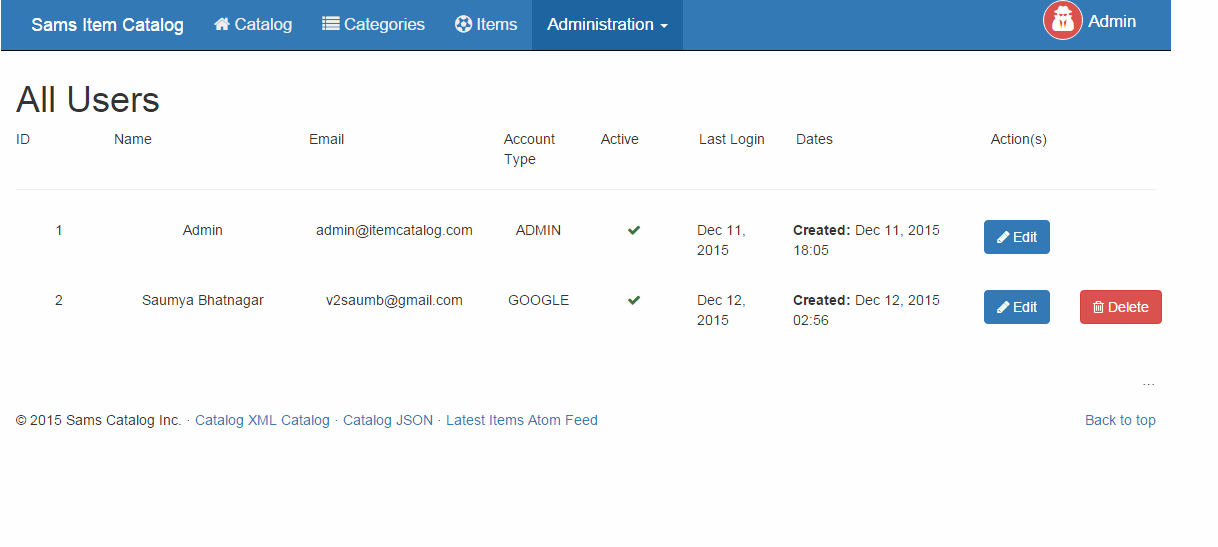 Sams Item Catalog Catalog Categories Items Administration Admin
All Users
ID Name Email Account Type Active Last Login Dates Action(s)
1 Admin admin@itemcatalog.com ADMIN Dec 11, 2015 Created: Dec 11, 2015 18:05 Edit
2 Saumya Bhatnagar v2saumb@gmail.com GOOGLE Dec 12, 2015 Created: Dec 12, 2015 02:56 Edit Delete
...
© 2015 Sams Catalog Inc. · Catalog XML Catalog · Catalog JSON · Latest Items Atom Feed Back to top